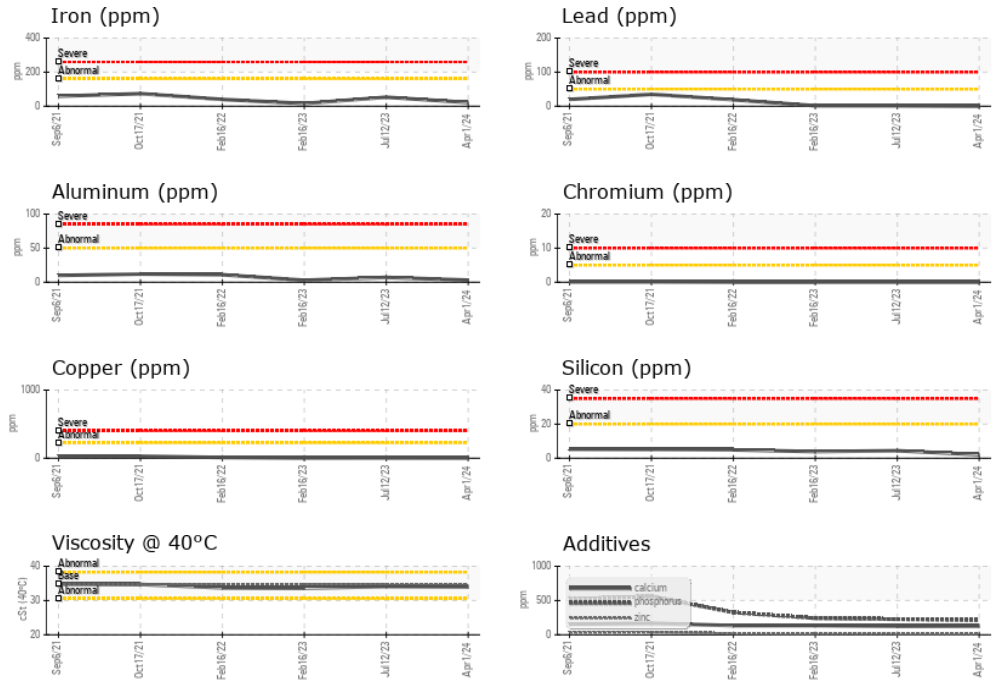 Iron (ppm)
400
200
0
ppm
Severe
Abnormal
Sep6/21
Oct17/21
Feb16/22
Feb16/23
Jul12/23
Apr1/24
Lead (ppm)
200
100
0
ppm
Severe
Abnormal
Sep6/21
Oct17/21
Feb16/22
Feb16/23
Jul12/23
Apr1/24
Aluminum (ppm)
100
50
0
ppm
Severe
Abnormal
Sep6/21
Oct17/21
Feb16/22
Feb16/23
Jul12/23
Apr1/24
Chromium (ppm)
20
10
0
ppm
Severe
Abnormal
Sep6/21
Oct17/21
Feb16/22
Feb16/23
Jul12/23
Apr1/24
Copper (ppm)
1000
0
ppm
Severe
Abnormal
Sep6/21
Oct17/21
Feb16/22
Feb16/23
Jul12/23
Apr1/24
Silicon (ppm)
40
20
0
ppm
Severe
Abnormal
Sep6/21
Oct17/21
Feb16/22
Feb16/23
Jul12/23
Apr1/24
Viscosity @ 40°C
40
30
20
cSt (40°C)
Abnormal
Base
Abnormal
Sep6/21
Oct17/21
Feb16/22
Feb16/23
Jul12/23
Apr1/24
Additives
1000
500
0
ppm
calcium
phosphorus
zinc
Sep6/21
Oct17/21
Feb16/22
Feb16/23
Jul12/23
Apr1/24